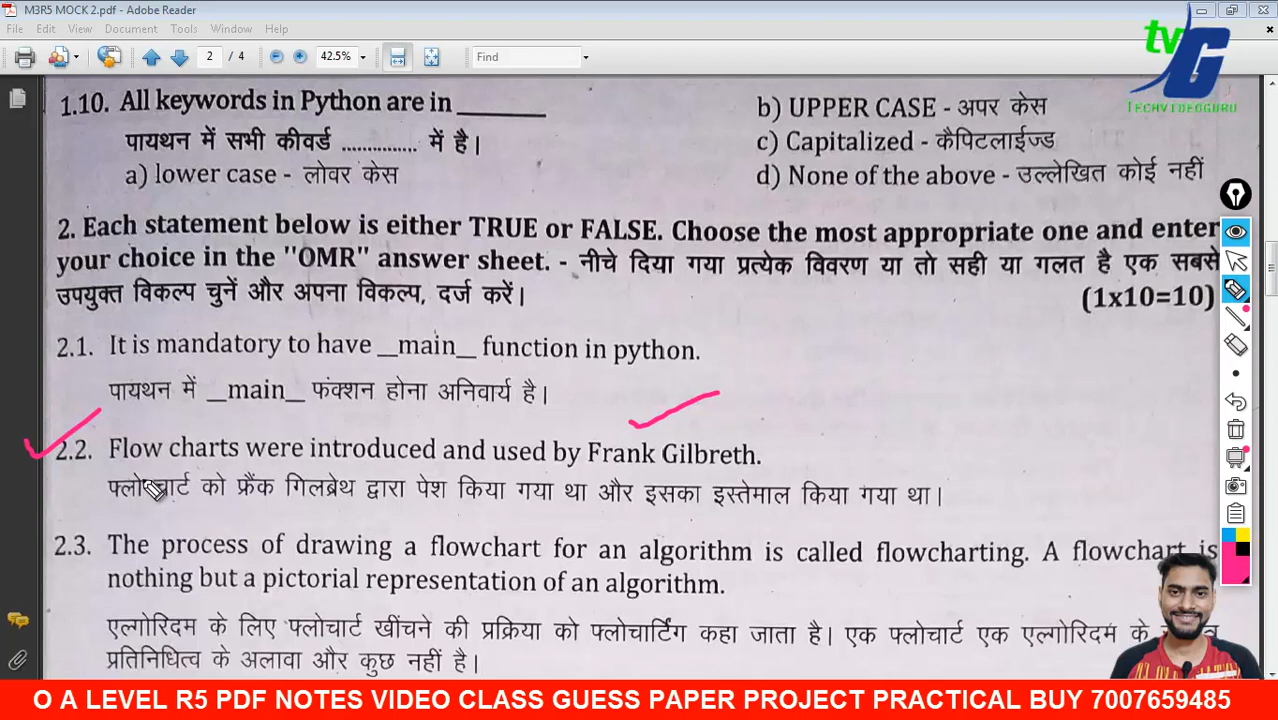 M3R5 MOCK 2.pdf - Adobe Reader
File Edit View Document Tools Window Help
2 / 4 42.5% Find
tv G
TECHVIDEOGURU
1.10. All keywords in Python are in ________
पायथन में सभी कीवर्ड .............. में है।
a) lower case - लोवर केस
b) UPPER CASE - अपर केस
c) Capitalized - कैपिटलाईज्ड
d) None of the above - उल्लेखित कोई नहीं
2. Each statement below is either TRUE or FALSE. Choose the most appropriate one and enter
your choice in the "OMR" answer sheet. - नीचे दिया गया प्रत्येक विवरण या तो सही या गलत है एक सबसे
उपयुक्त विकल्प चुनें और अपना विकल्प, दर्ज करें। (1x10=10)
2.1. It is mandatory to have __main__ function in python.
पायथन में __main__ फंक्शन होना अनिवार्य है।
2.2. Flow charts were introduced and used by Frank Gilbreth.
फ्लोचार्ट को फ्रैंक गिलब्रेथ द्वारा पेश किया गया था और इसका इस्तेमाल किया गया था।
2.3. The process of drawing a flowchart for an algorithm is called flowcharting. A flowchart is
nothing but a pictorial representation of an algorithm.
एल्गोरिदम के लिए फ्लोचार्ट खींचने की प्रक्रिया को फ्लोचार्टिंग कहा जाता है। एक फ्लोचार्ट एक एल्गोरिदम के
प्रतिनिधित्व के अलावा और कुछ नहीं है।
O A LEVEL R5 PDF NOTES VIDEO CLASS GUESS PAPER PROJECT PRACTICAL BUY 7007659485